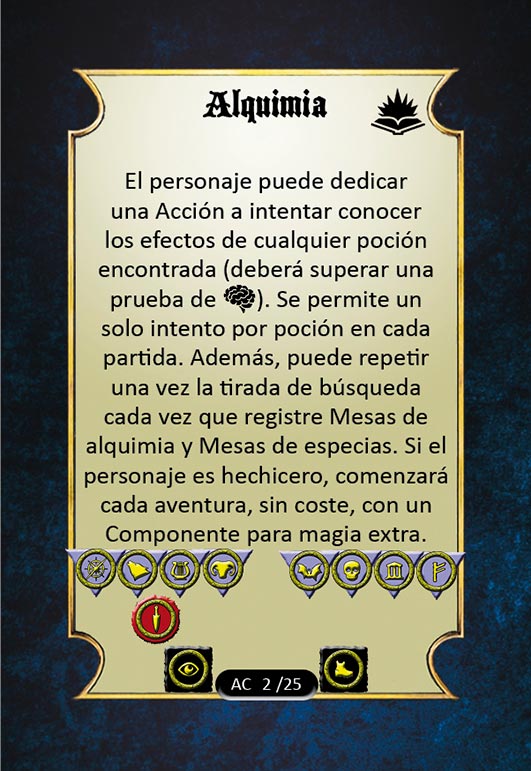 Alquimia
El personaje puede dedicar
una Acción a intentar conocer
los efectos de cualquier poción
encontrada (deberá superar una
prueba de ). Se permite un
solo intento por poción en cada
partida. Además, puede repetir
una vez la tirada de búsqueda
cada vez que registre Mesas de
alquimia y Mesas de especias. Si el
personaje es hechicero, comenzará
cada aventura, sin coste, con un
Componente para magia extra.
AC 2 /25